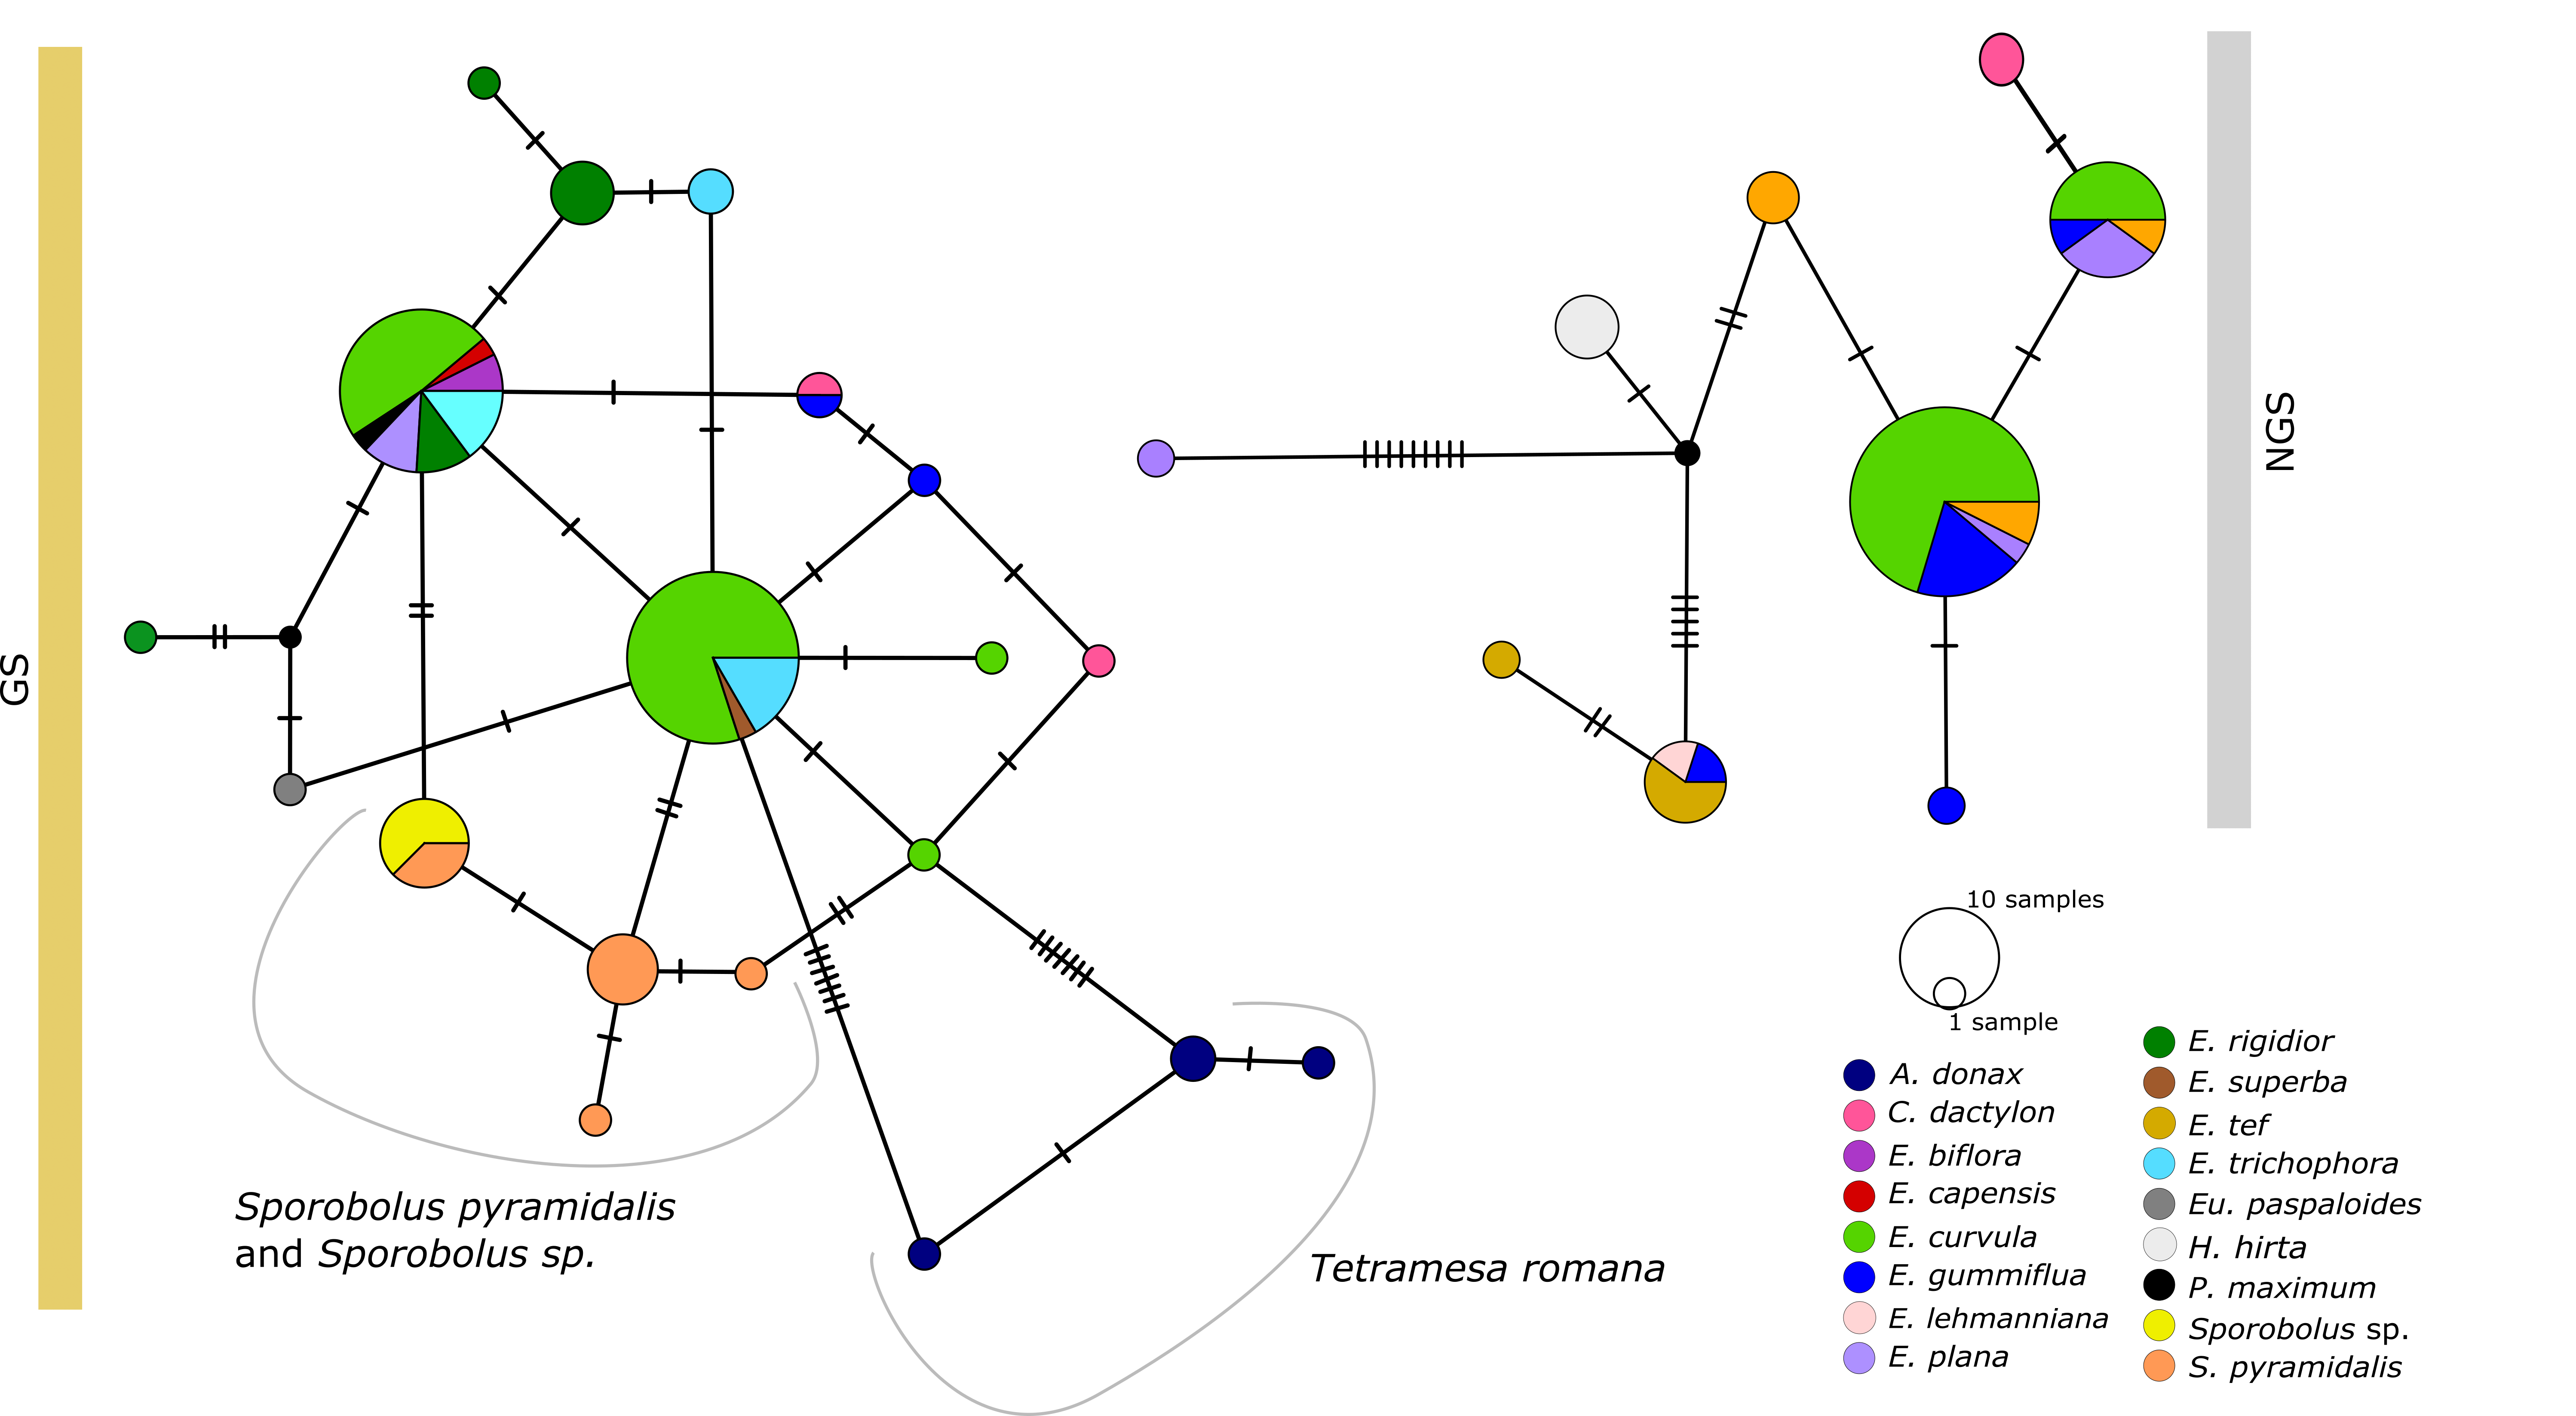 GS
NGS
10 samples
1 sample
A. donax
C. dactylon
E. biflora
E. capensis
E. curvula
E. gummiflua
E. lehmanniana
E. plana
E. rigidior
E. superba
E. tef
E. trichophora
Eu. paspaloides
H. hirta
P. maximum
Sporobolus sp.
S. pyramidalis
Sporobolus pyramidalis
and Sporobolus sp.
Tetramesa romana